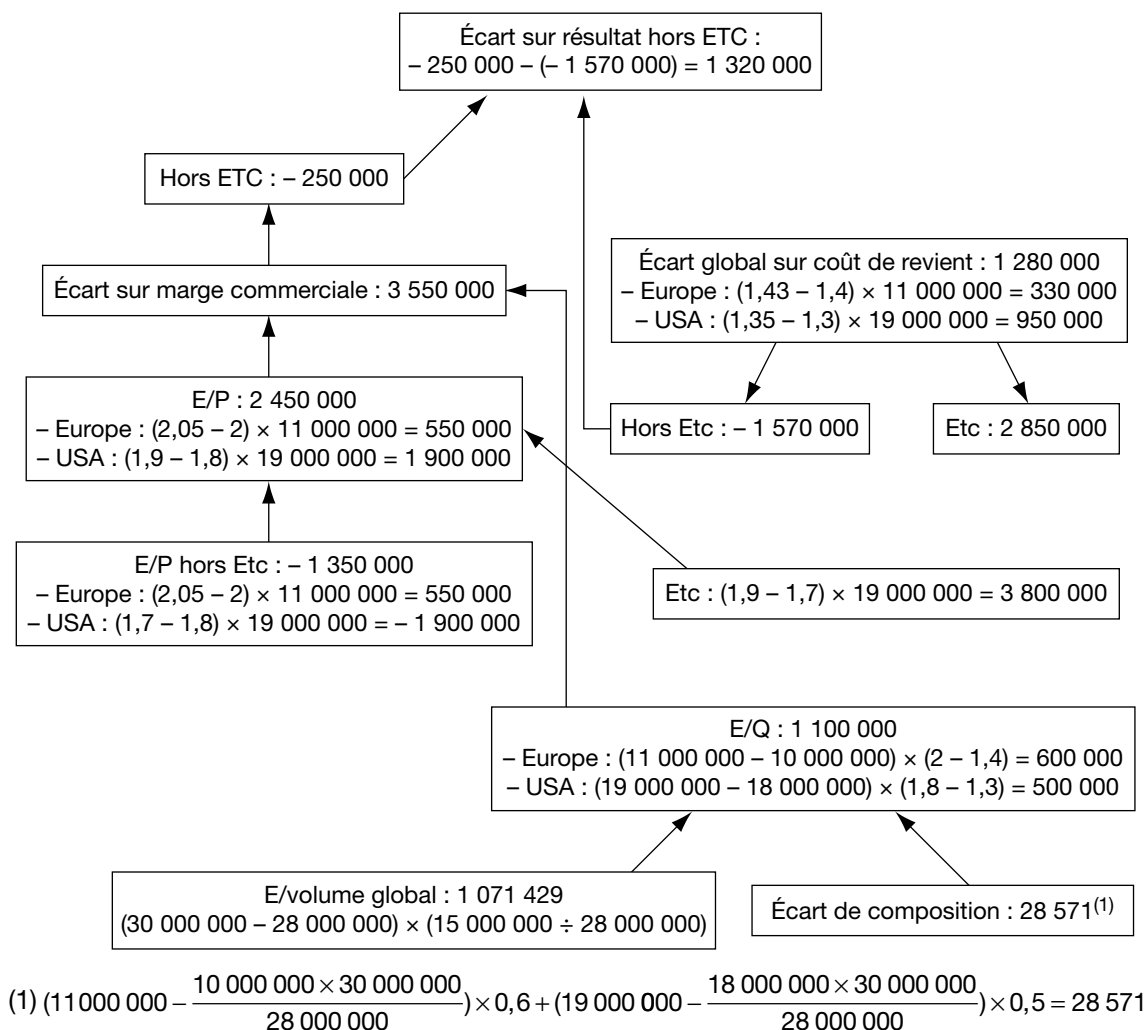 Écart sur résultat hors ETC :
– 250 000 – (– 1 570 000) = 1 320 000
Hors ETC : – 250 000
Écart sur marge commerciale : 3 550 000
Écart global sur coût de revient : 1 280 000
– Europe : (1,43 – 1,4) × 11 000 000 = 330 000
– USA : (1,35 – 1,3) × 19 000 000 = 950 000
E/P : 2 450 000
– Europe : (2,05 – 2) × 11 000 000 = 550 000
– USA : (1,9 – 1,8) × 19 000 000 = 1 900 000
Hors Etc : – 1 570 000
Etc : 2 850 000
E/P hors Etc : – 1 350 000
– Europe : (2,05 – 2) × 11 000 000 = 550 000
– USA : (1,7 – 1,8) × 19 000 000 = – 1 900 000
Etc : (1,9 – 1,7) × 19 000 000 = 3 800 000
E/Q : 1 100 000
– Europe : (11 000 000 – 10 000 000) × (2 – 1,4) = 600 000
– USA : (19 000 000 – 18 000 000) × (1,8 – 1,3) = 500 000
E/volume global : 1 071 429
(30 000 000 – 28 000 000) × (15 000 000 ÷ 28 000 000)
Écart de composition : 28 571(1)
(1) (11 000 000 – 10 000 000 × 30 000 000 / 28 000 000) × 0,6 + (19 000 000 – 18 000 000 × 30 000 000 / 28 000 000) × 0,5 = 28 571